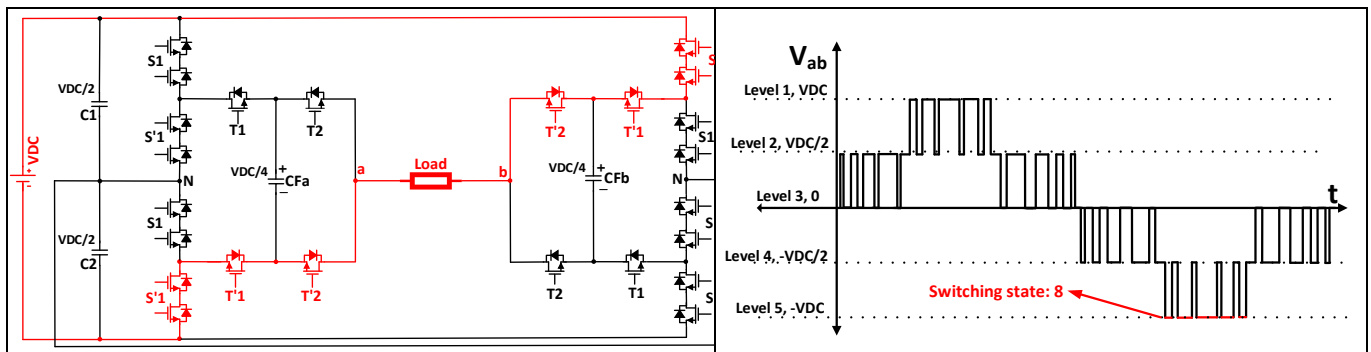 VDC
VDC/2
C1
VDC/2
C2
S1
S'1
N
S1
S'1
T1
T2
VDC/4
+
CFa
−
T'1
T'2
a
Load
b
T'2
T'1
VDC/4
+
CFb
−
T2
T1
S
S1
N
S
S
Vab
Level 1, VDC
Level 2, VDC/2
Level 3, 0
t
Level 4, -VDC/2
Level 5, -VDC
Switching state: 8